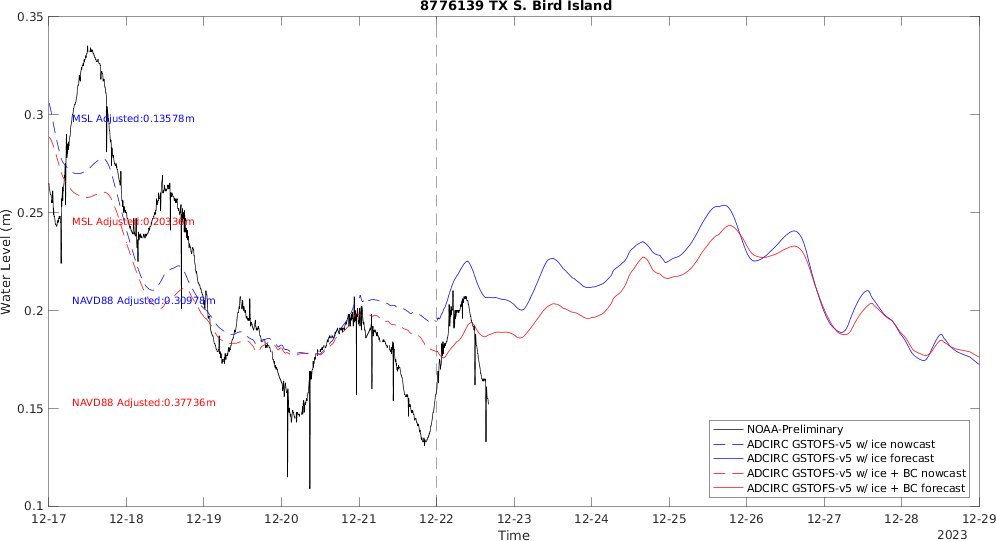 8776139 TX S. Bird Island
0.35
0.3
0.25
0.2
0.15
0.1
Water Level (m)
MSL Adjusted:0.13578m
MSL Adjusted:0.20336m
NAVD88 Adjusted:0.30978m
NAVD88 Adjusted:0.37736m
NOAA-Preliminary
ADCIRC GSTOFS-v5 w/ ice nowcast
ADCIRC GSTOFS-v5 w/ ice forecast
ADCIRC GSTOFS-v5 w/ ice + BC nowcast
ADCIRC GSTOFS-v5 w/ ice + BC forecast
12-17 12-18 12-19 12-20 12-21 12-22 12-23 12-24 12-25 12-26 12-27 12-28 12-29
Time
2023